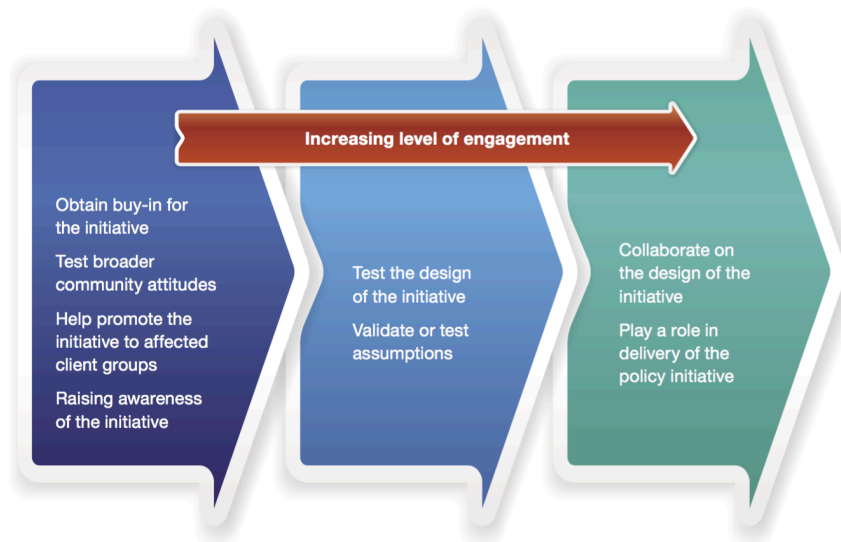 Increasing level of engagement
Obtain buy-in for
the initiative
Test broader
community attitudes
Help promote the
initiative to affected
client groups
Raising awareness
of the initiative
Test the design
of the initiative
Validate or test
assumptions
Collaborate on
the design of the
initiative
Play a role in
delivery of the
policy initiative